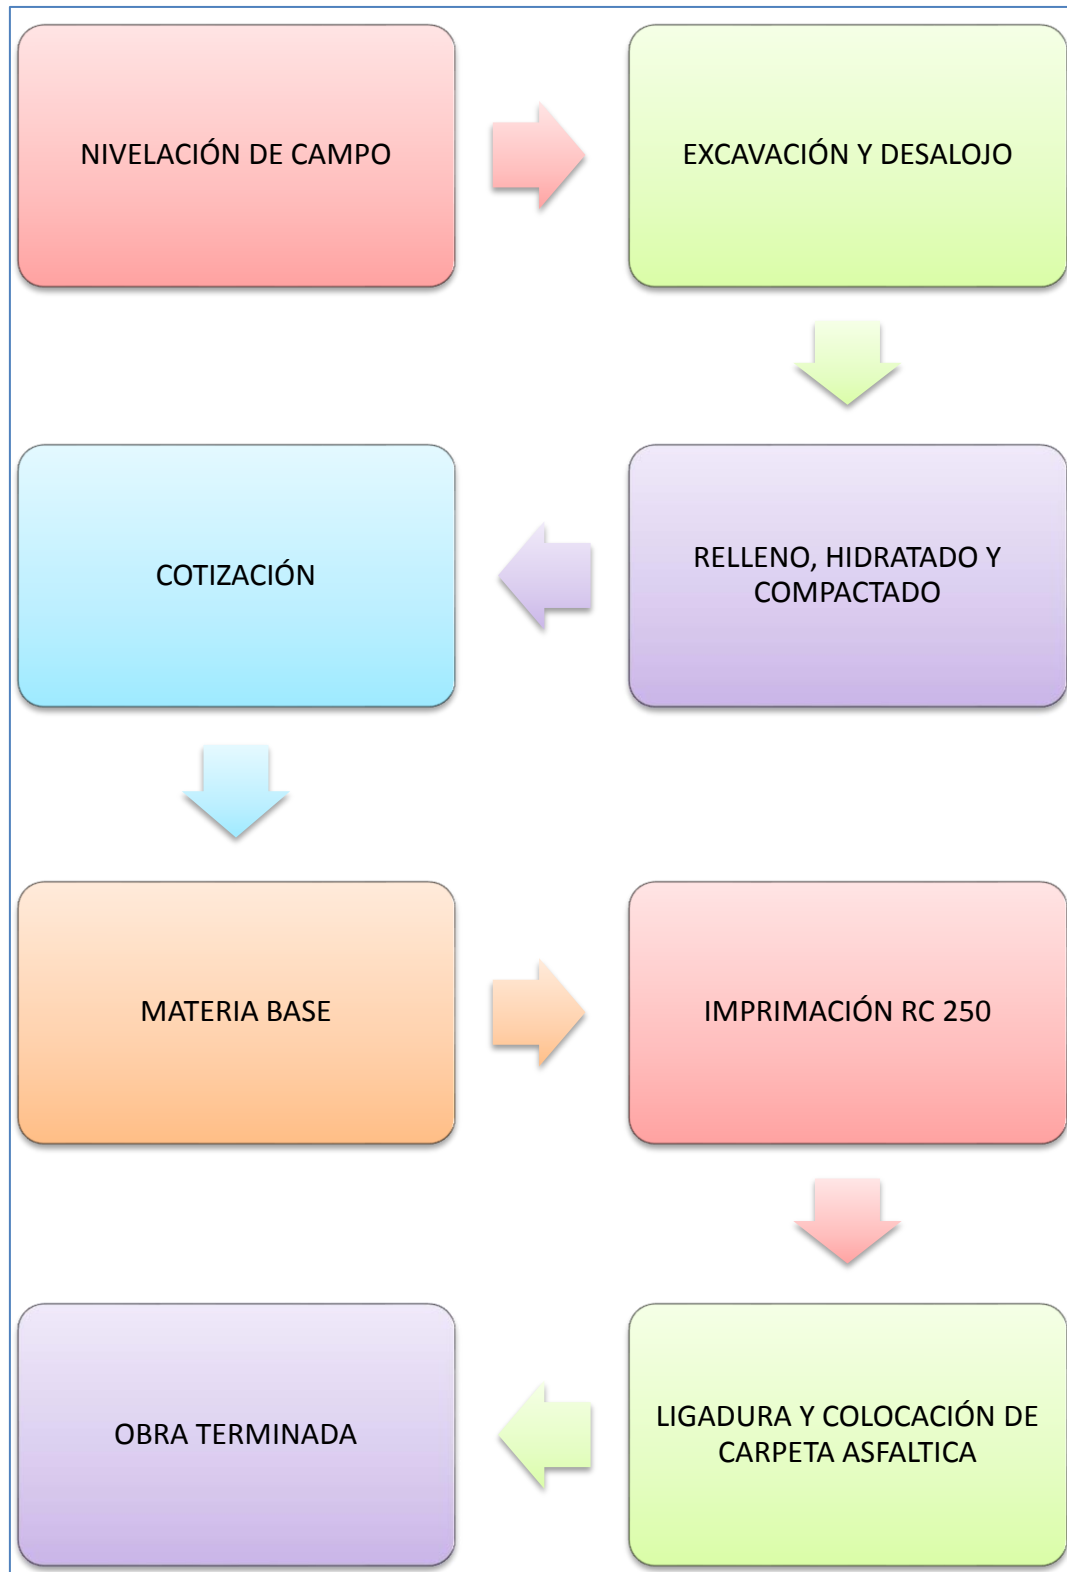 NIVELACIÓN DE CAMPO
EXCAVACIÓN Y DESALOJO
RELLENO, HIDRATADO Y
COMPACTADO
COTIZACIÓN
MATERIA BASE
IMPRIMACIÓN RC 250
LIGADURA Y COLOCACIÓN DE
CARPETA ASFALTICA
OBRA TERMINADA